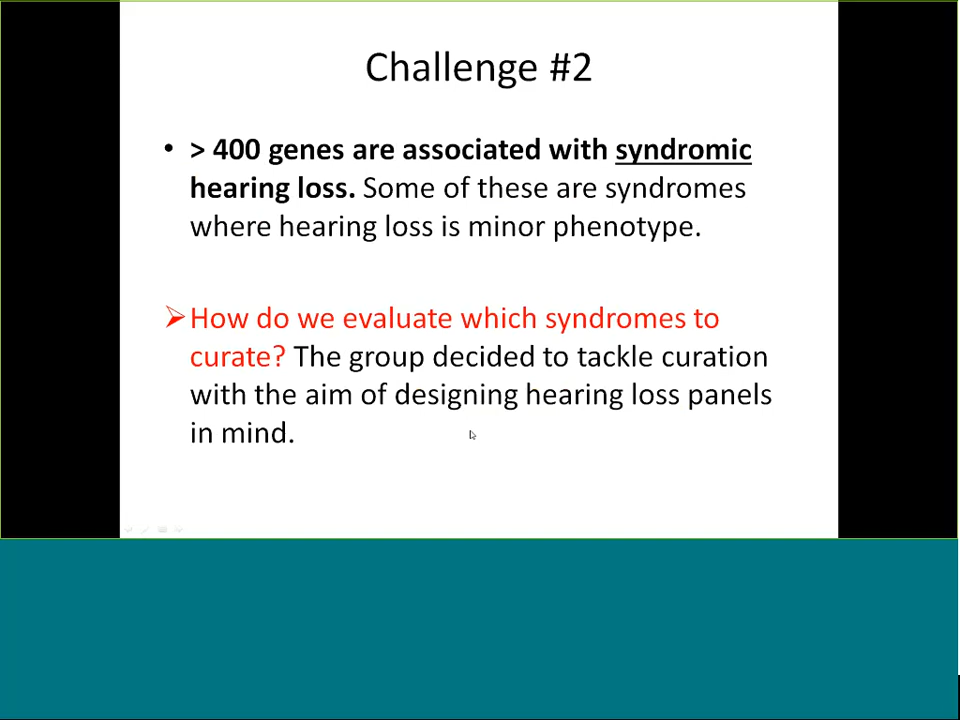 Challenge #2
• > 400 genes are associated with syndromic
hearing loss. Some of these are syndromes
where hearing loss is minor phenotype.
➢How do we evaluate which syndromes to
curate? The group decided to tackle curation
with the aim of designing hearing loss panels
in mind.